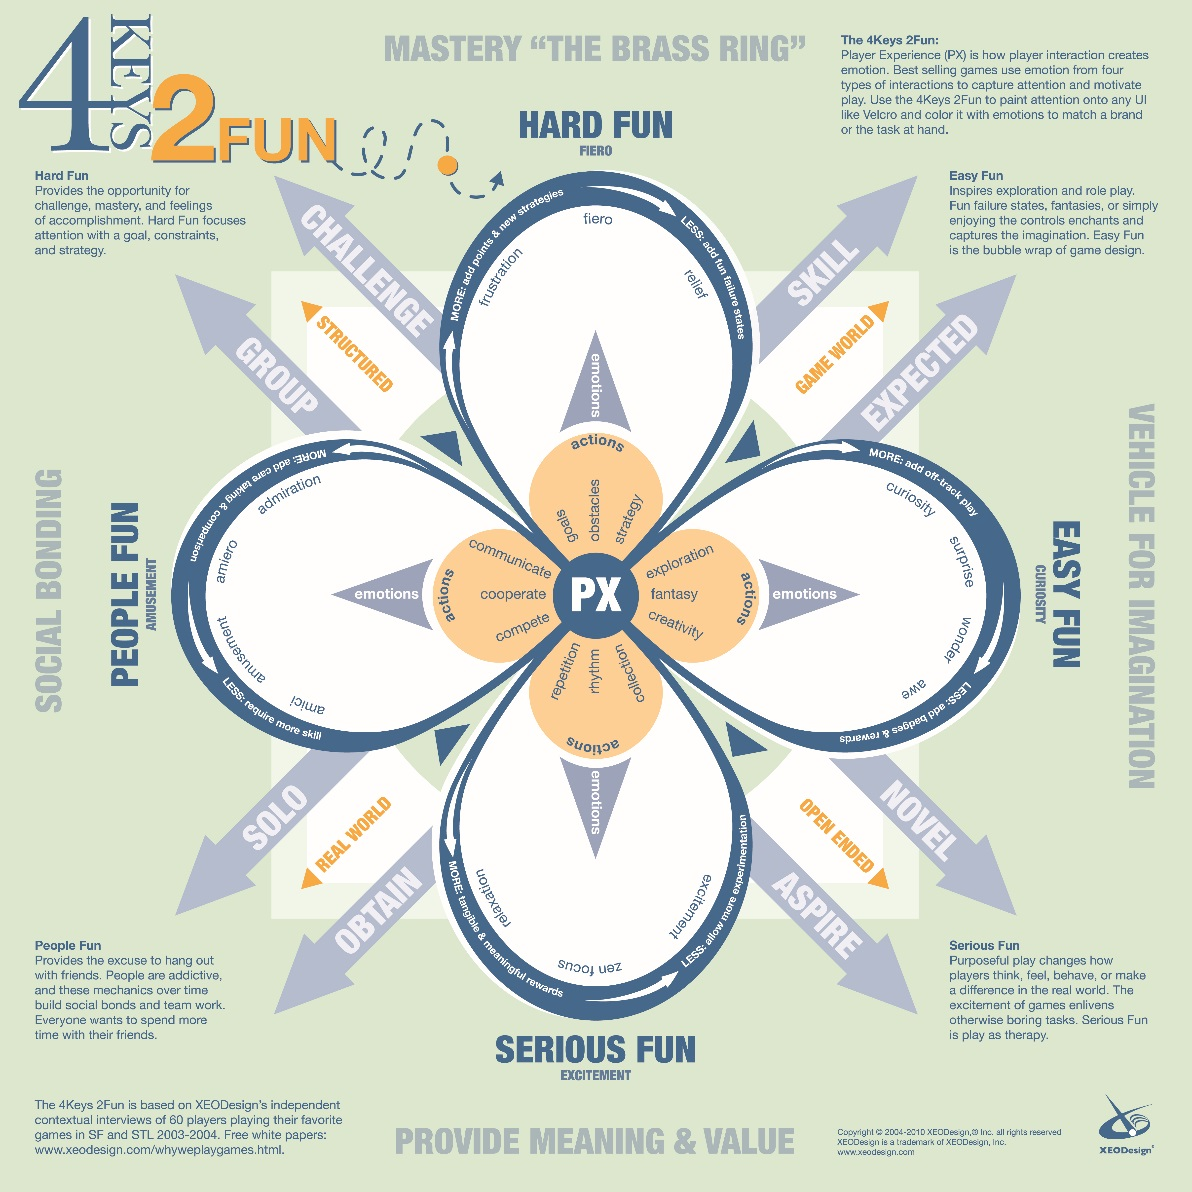 4
KEYS
2FUN
MASTERY “THE BRASS RING”
HARD FUN
FIERO
The 4Keys 2Fun:
Player Experience (PX) is how player interaction creates
emotion. Best selling games use emotion from four
types of interactions to capture attention and motivate
play. Use the 4Keys 2Fun to paint attention onto any UI
like Velcro and color it with emotions to match a brand
or the task at hand.
Hard Fun
Provides the opportunity for
challenge, mastery, and feelings
of accomplishment. Hard Fun focuses
attention with a goal, constraints,
and strategy.
Easy Fun
Inspires exploration and role play.
Fun failure states, fantasies, or simply
enjoying the controls enchants and
captures the imagination. Easy Fun
is the bubble wrap of game design.
CHALLENGE
GROUP
STRUCTURED
SKILL
EXPECTED
GAME WORLD
MORE: add points & new strategies
LESS: add fun failure states
fiero
frustration
relief
emotions
actions
goals
obstacles
strategy
SOCIAL BONDING
PEOPLE FUN
AMUSEMENT
MORE: add care taking & comparison
LESS: require more skill
admiration
amiero
amusement
amici
emotions
actions
communicate
cooperate
compete
PX
exploration
fantasy
creativity
actions
emotions
curiosity
surprise
wonder
awe
MORE: add off-track play
LESS: add badges & rewards
EASY FUN
CURIOSITY
VEHICLE FOR IMAGINATION
repetition
rhythm
collection
actions
emotions
relaxation
zen focus
excitement
MORE: tangible & meaningful rewards
LESS: allow more experimentation
SOLO
OBTAIN
REAL WORLD
NOVEL
ASPIRE
OPEN ENDED
People Fun
Provides the excuse to hang out
with friends. People are addictive,
and these mechanics over time
build social bonds and team work.
Everyone wants to spend more
time with their friends.
Serious Fun
Purposeful play changes how
players think, feel, behave, or make
a difference in the real world. The
excitement of games enlivens
otherwise boring tasks. Serious Fun
is play as therapy.
SERIOUS FUN
EXCITEMENT
PROVIDE MEANING & VALUE
The 4Keys 2Fun is based on XEODesign’s independent
contextual interviews of 60 players playing their favorite
games in SF and STL 2003-2004. Free white papers:
www.xeodesign.com/whyweplaygames.html.
Copyright © 2004-2010 XEODesign,® Inc. all rights reserved
XEODesign is a trademark of XEODesign, Inc.
www.xeodesign.com
XEODesign®